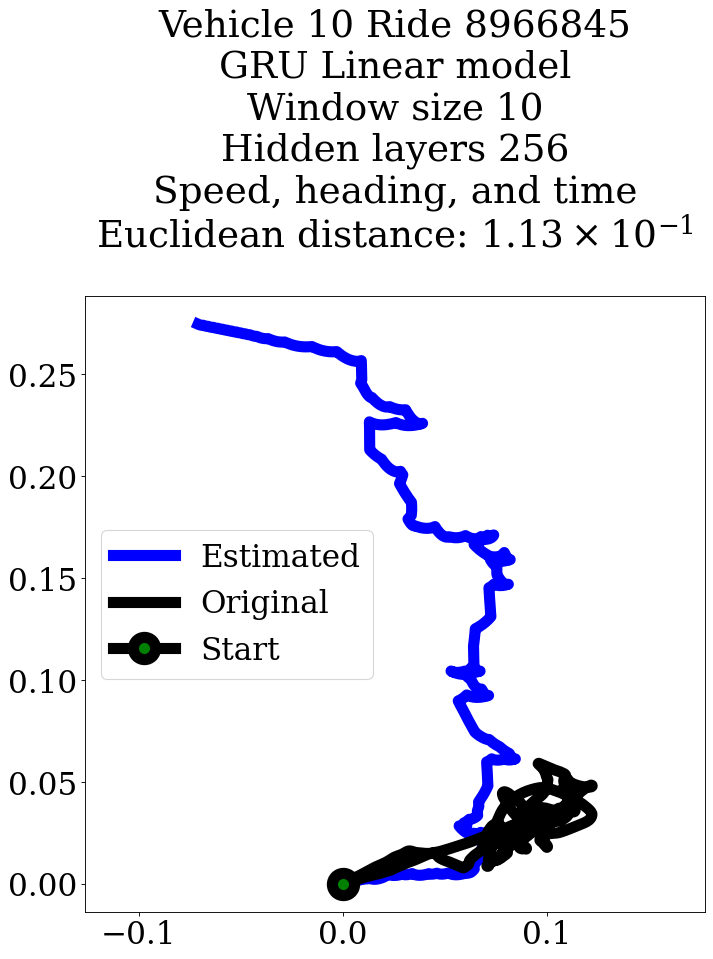 Vehicle 10 Ride 8966845
GRU Linear model
Window size 10
Hidden layers 256
Speed, heading, and time
Euclidean distance: 1.13 × 10⁻¹
0.25
0.20
0.15
0.10
0.05
0.00
Estimated
Original
Start
−0.1
0.0
0.1